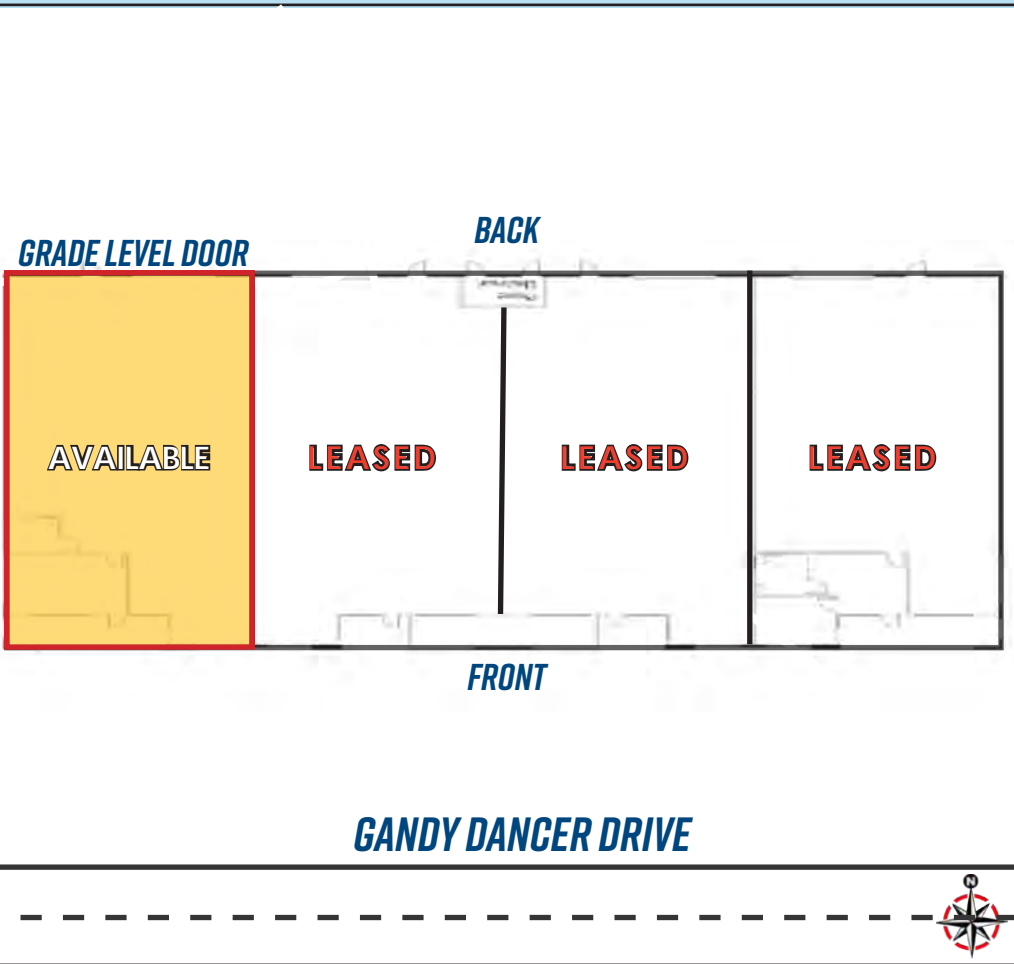 BACK
GRADE LEVEL DOOR
AVAILABLE
LEASED
LEASED
LEASED
FRONT
GANDY DANCER DRIVE
N